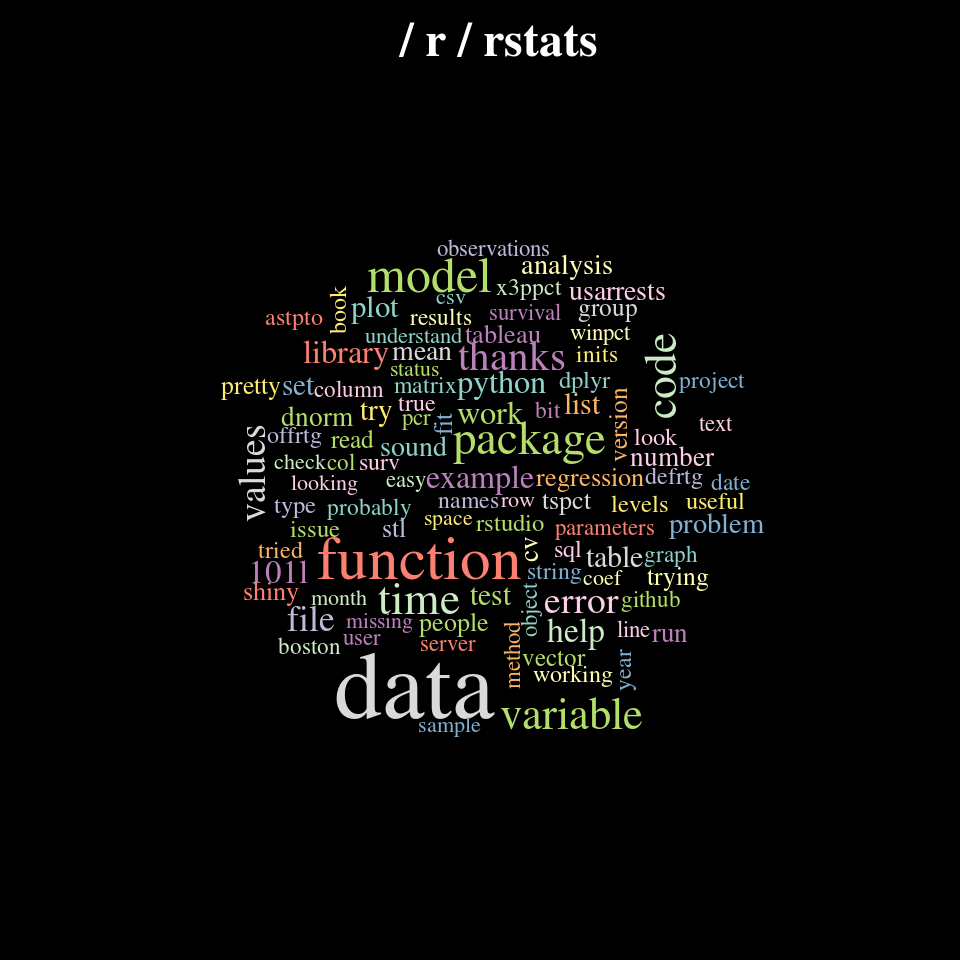 / r / rstats
observations
model
analysis
x3ppct
usarrests
book
csv
plot
survival
group
astpto
results
understand
tableau
winpct
library
mean
thanks
inits
code
status
pretty
set
column
matrix
python
dplyr
project
true
list
dnorm
try
pcr
fit
work
bit
version
text
values
offrtg
read
sound
package
look
check
col
surv
number
looking
easy
example
regression
defrtg
date
type
probably
names
row
tspct
levels
useful
issue
stl
space
rstudio
parameters
problem
tried
function
cv
sql
table
graph
101l
string
coef
trying
shiny
month
time
test
object
error
github
file
missing
people
help
line
run
boston
user
server
method
vector
working
year
data
variable
sample